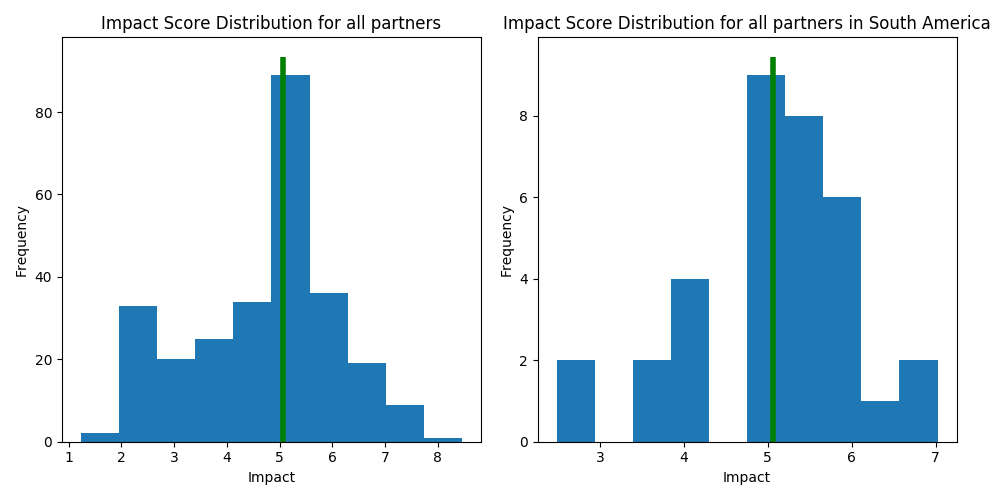 Impact Score Distribution for all partners
Frequency
80
60
40
20
0
1 2 3 4 5 6 7 8
Impact
Impact Score Distribution for all partners in South America
Frequency
8
6
4
2
0
3 4 5 6 7
Impact